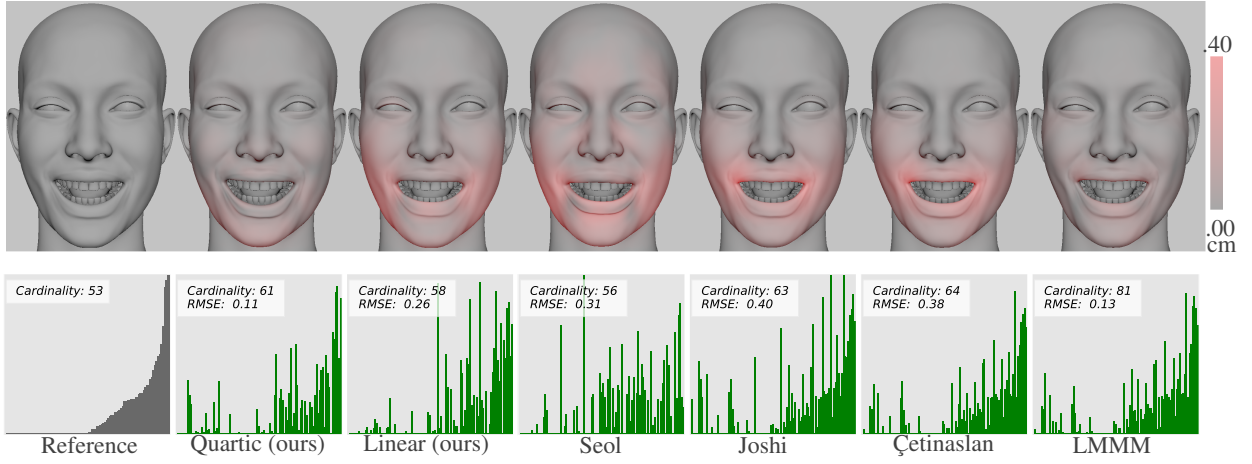 .40
.00
cm
Cardinality: 53
Cardinality: 61
RMSE: 0.11
Cardinality: 58
RMSE: 0.26
Cardinality: 56
RMSE: 0.31
Cardinality: 63
RMSE: 0.40
Cardinality: 64
RMSE: 0.38
Cardinality: 81
RMSE: 0.13
Reference
Quartic (ours)
Linear (ours)
Seol
Joshi
Çetinaslan
LMMM